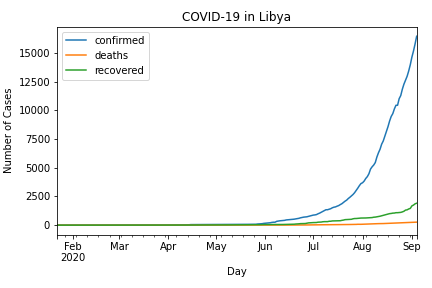 COVID-19 in Libya
confirmed
deaths
recovered
Number of Cases
15000
12500
10000
7500
5000
2500
0
Feb Mar Apr May Jun Jul Aug Sep
2020
Day